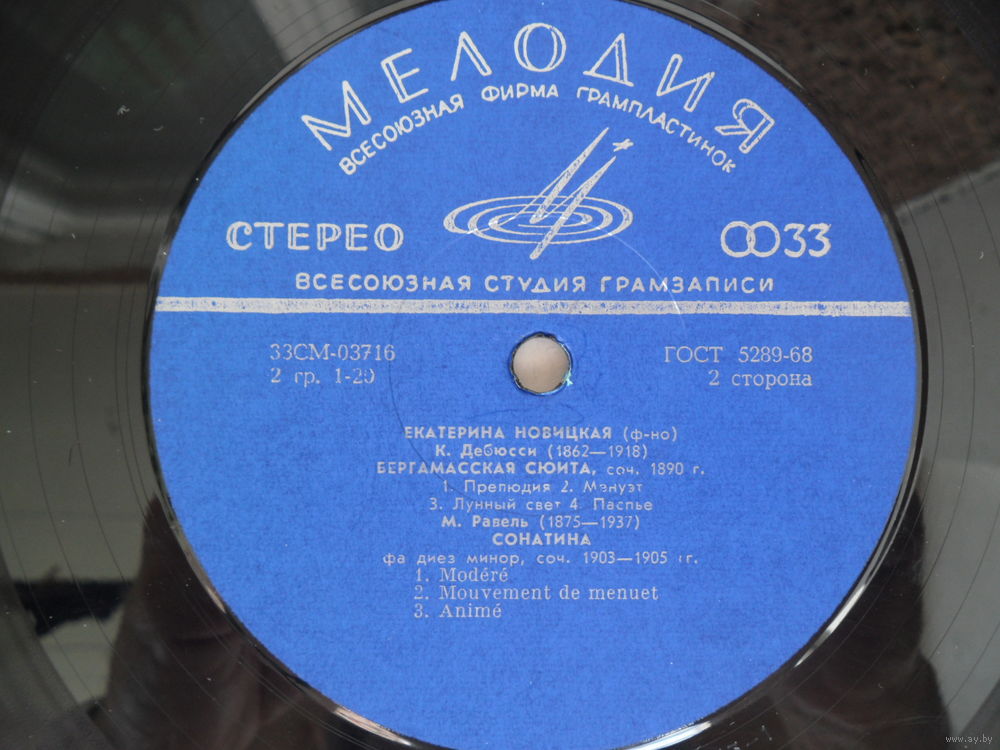 МЕЛОДИЯ
ВСЕСОЮЗНАЯ ФИРМА ГРАМПЛАСТИНОК
СТЕРЕО
33
ВСЕСОЮЗНАЯ СТУДИЯ ГРАМЗАПИСИ
33СМ-03716
ГОСТ 5289-68
2 гр. 1-20
2 сторона
ЕКАТЕРИНА НОВИЦКАЯ (ф-но)
К. Дебюсси (1862—1918)
БЕРГАМАССКАЯ СЮИТА, соч. 1890 г.
1. Прелюдия 2. Менуэт
3. Лунный свет 4. Паспье
М. Равель (1875—1937)
СОНАТИНА
фа диез минор, соч. 1903—1905 гг.
1. Modéré
2. Mouvement de menuet
3. Animé
www.ay.by